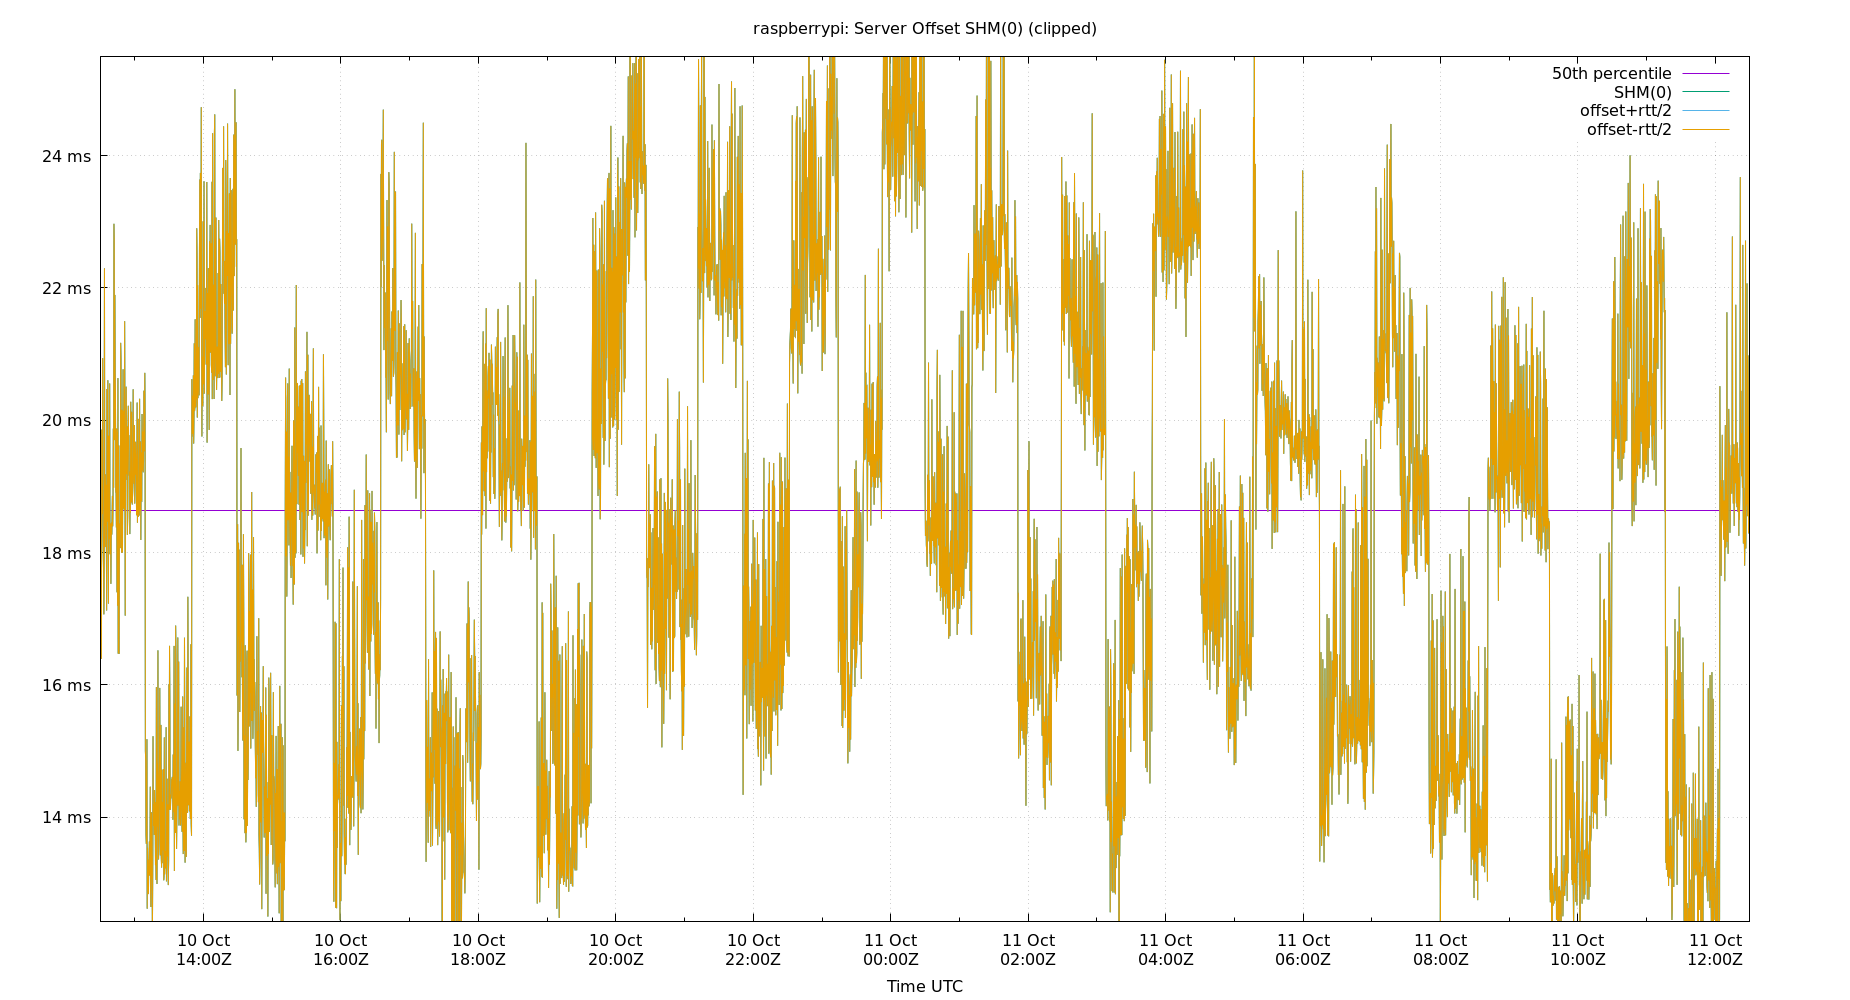 raspberrypi: Server Offset SHM(0) (clipped)
50th percentile
SHM(0)
offset+rtt/2
offset-rtt/2
24 ms
22 ms
20 ms
18 ms
16 ms
14 ms
10 Oct 10 Oct 10 Oct 10 Oct 10 Oct 11 Oct 11 Oct 11 Oct 11 Oct 11 Oct 11 Oct 11 Oct
14:00Z 16:00Z 18:00Z 20:00Z 22:00Z 00:00Z 02:00Z 04:00Z 06:00Z 08:00Z 10:00Z 12:00Z
Time UTC